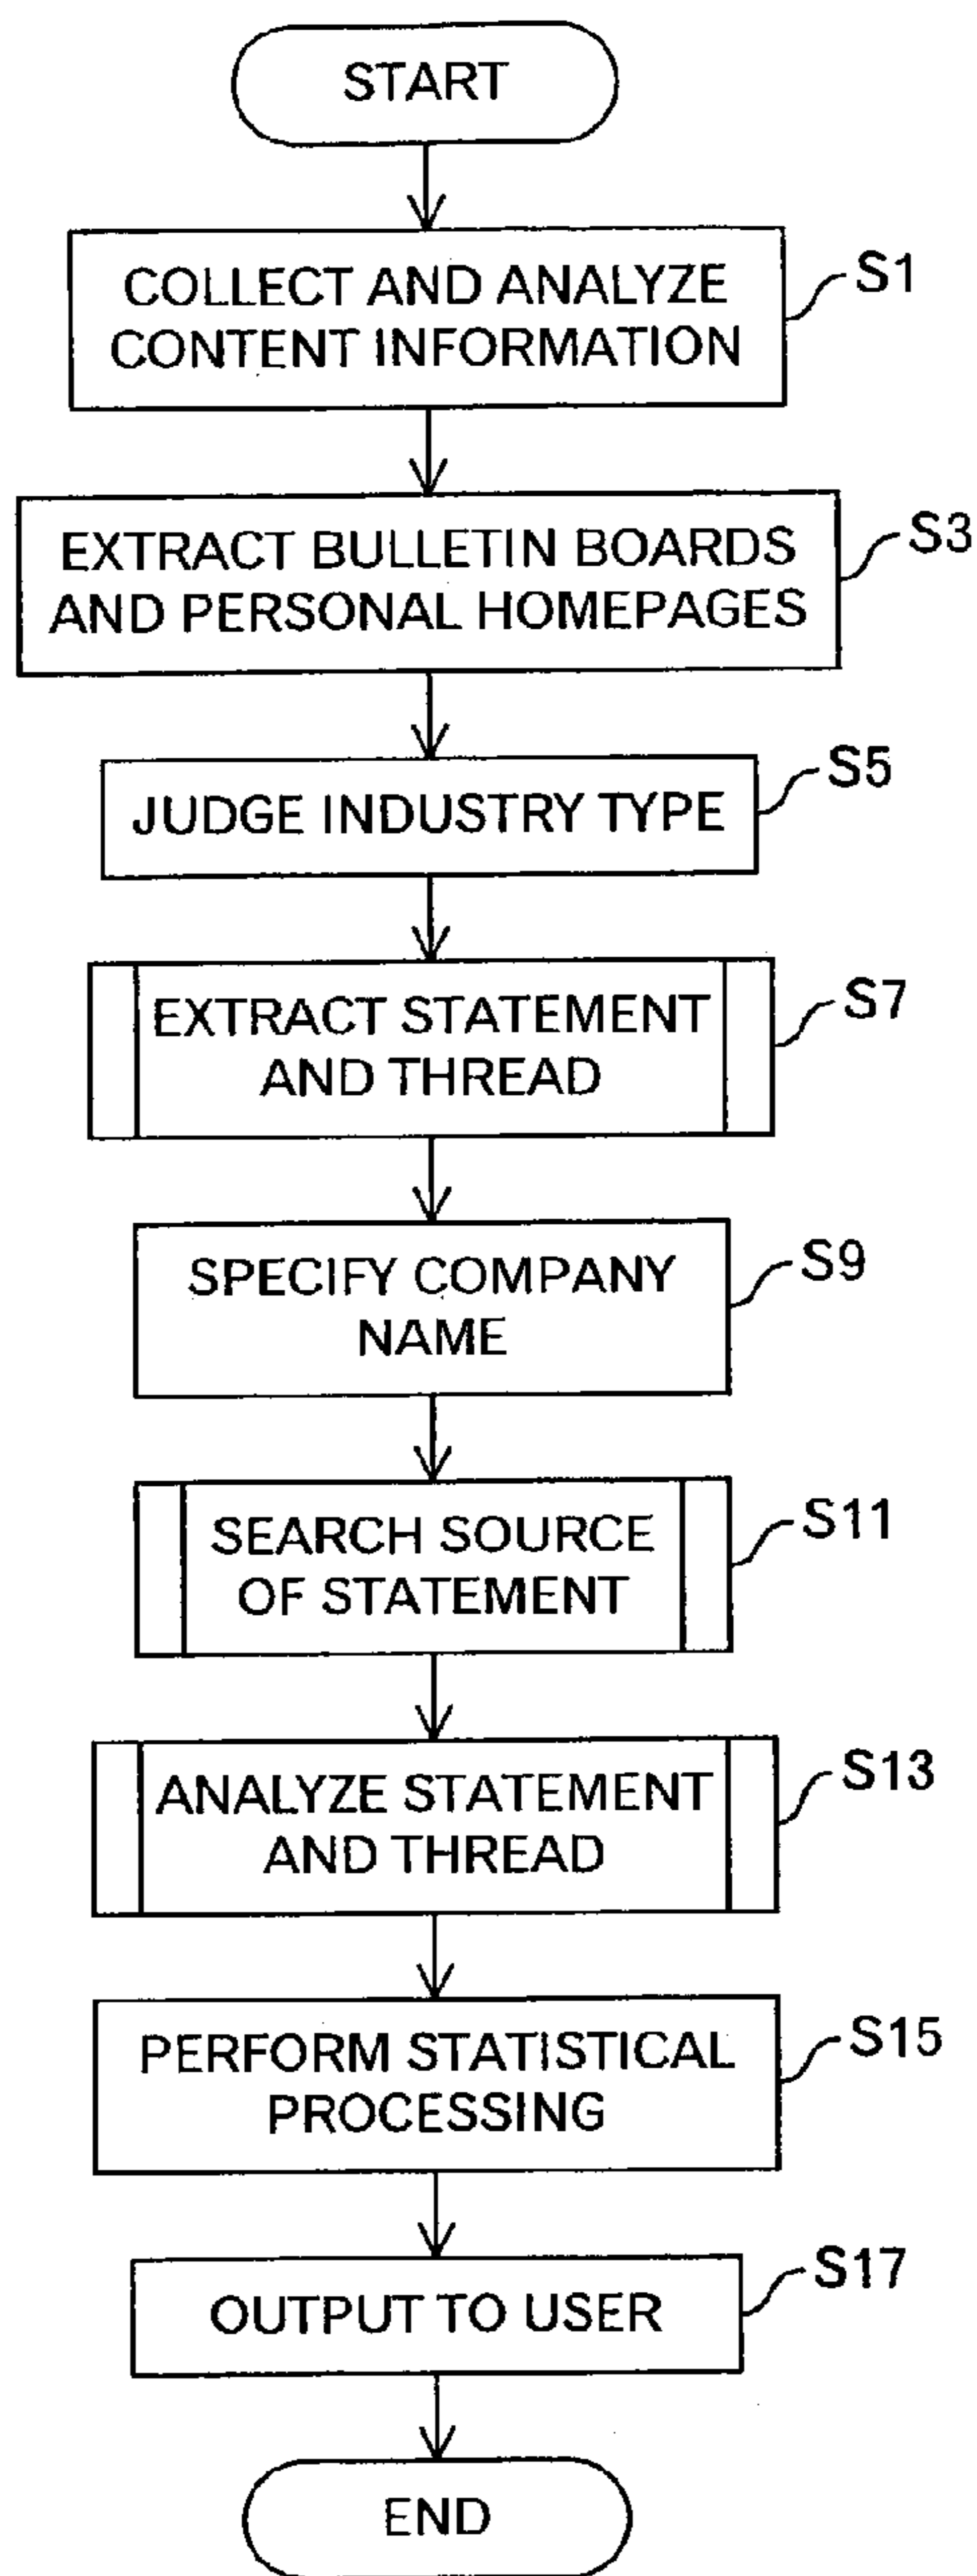 START
COLLECT AND ANALYZE
CONTENT INFORMATION
S1
EXTRACT BULLETIN BOARDS
AND PERSONAL HOMEPAGES
S3
JUDGE INDUSTRY TYPE
S5
EXTRACT STATEMENT
AND THREAD
S7
SPECIFY COMPANY
NAME
S9
SEARCH SOURCE
OF STATEMENT
S11
ANALYZE STATEMENT
AND THREAD
S13
PERFORM STATISTICAL
PROCESSING
S15
OUTPUT TO USER
S17
END